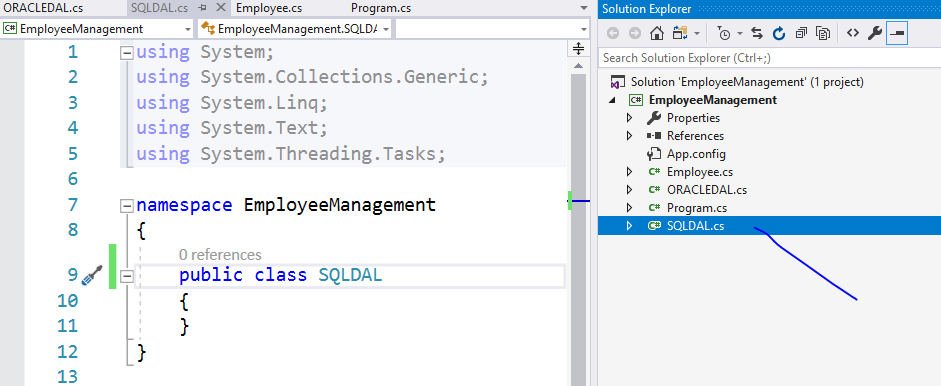 ORACLEDAL.cs SQLDAL.cs Employee.cs Program.cs
EmployeeManagement EmployeeManagement.SQLDA
1 using System;
2 using System.Collections.Generic;
3 using System.Linq;
4 using System.Text;
5 using System.Threading.Tasks;
6
7 namespace EmployeeManagement
8 {
0 references
9 public class SQLDAL
10 {
11 }
12 }
13
Solution Explorer
Search Solution Explorer (Ctrl+;)
Solution 'EmployeeManagement' (1 project)
C# EmployeeManagement
Properties
References
App.config
C# Employee.cs
C# ORACLEDAL.cs
C# Program.cs
C# SQLDAL.cs